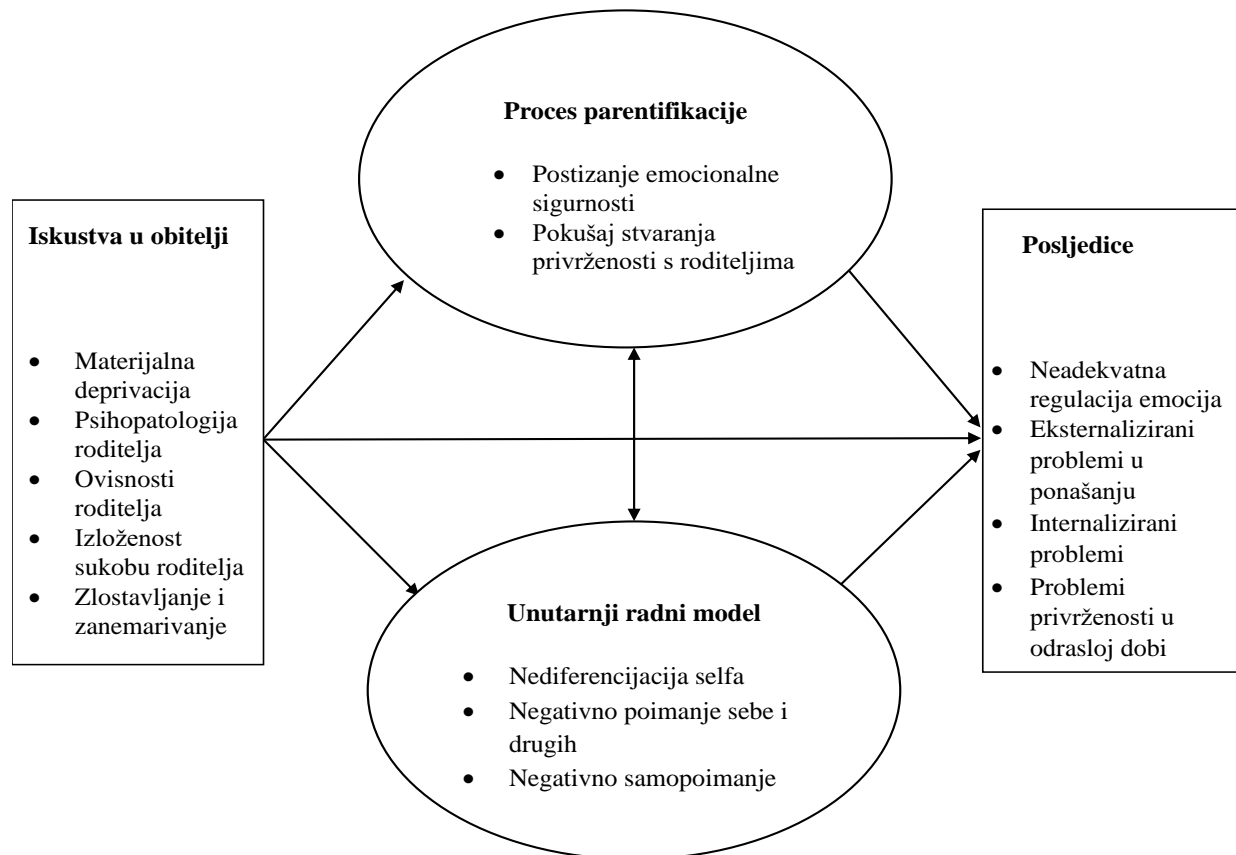 Proces parentifikacije
• Postizanje emocionalne
sigurnosti
• Pokušaj stvaranja
privrženosti s roditeljima
Iskustva u obitelji
• Materijalna
deprivacija
• Psihopatologija
roditelja
• Ovisnosti
roditelja
• Izloženost
sukobu roditelja
• Zlostavljanje i
zanemarivanje
Unutarnji radni model
• Nediferencijacija selfa
• Negativno poimanje sebe i
drugih
• Negativno samopoimanje
Posljedice
• Neadekvatna
regulacija emocija
• Eksternalizirani
problemi u
ponašanju
• Internalizirani
problemi
• Problemi
privrženosti u
odrasloj dobi